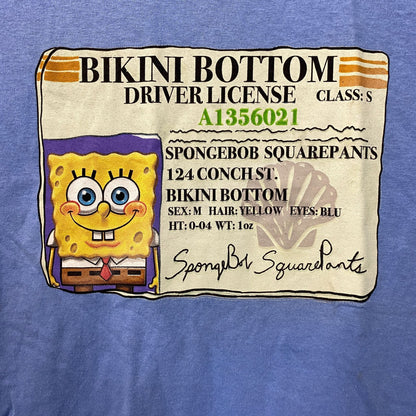 BIKINI BOTTOM
DRIVER LICENSE CLASS: S
A1356021
SPONGEBOB SQUAREPANTS
124 CONCH ST.
BIKINI BOTTOM
SEX: M HAIR: YELLOW EYES: BLU
HT: 0-04 WT: 1oz
SpongeBob SquarePants